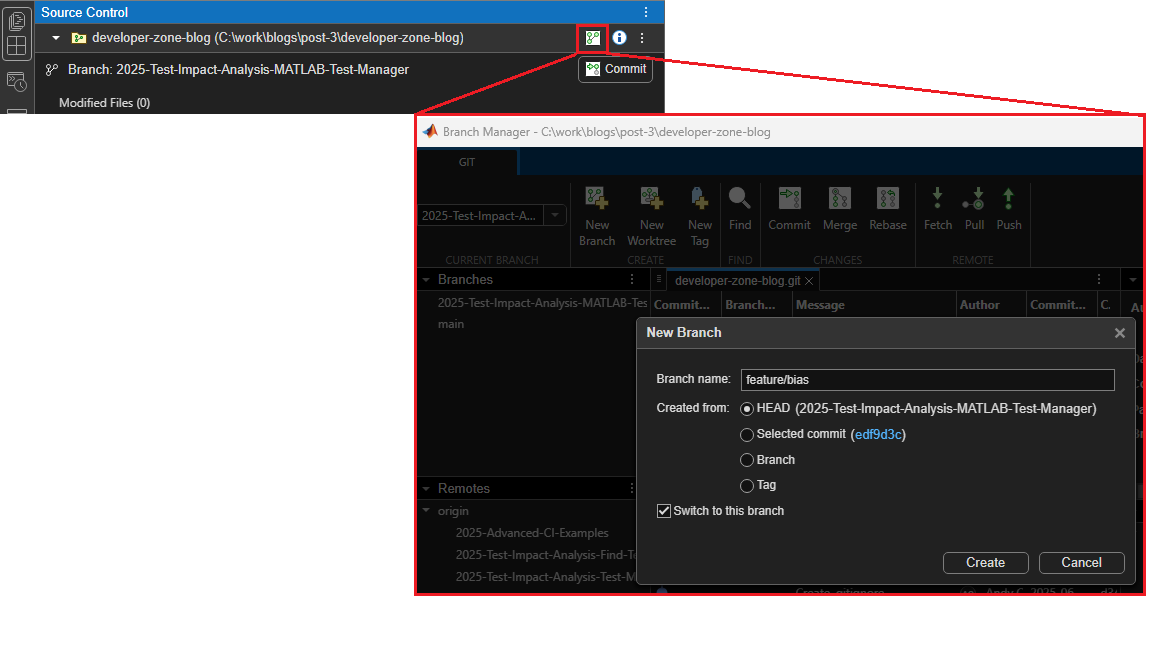 Source Control
developer-zone-blog (C:\work\blogs\post-3\developer-zone-blog)
Branch: 2025-Test-Impact-Analysis-MATLAB-Test-Manager
Commit
Modified Files (0)
Branch Manager - C:\work\blogs\post-3\developer-zone-blog
GIT
2025-Test-Impact-A...
New Branch
New Worktree
New Tag
Find
Commit
Merge
Rebase
Fetch
Pull
Push
CURRENT BRANCH
CREATE
FIND
CHANGES
REMOTE
Branches
developer-zone-blog.git
2025-Test-Impact-Analysis-MATLAB-Tes
Commit... Branch... Message Author Commit... C.
main
New Branch
Branch name: feature/bias
Created from: HEAD (2025-Test-Impact-Analysis-MATLAB-Test-Manager)
Selected commit (edf9d3c)
Branch
Tag
Switch to this branch
Create Cancel
Remotes
origin
2025-Advanced-CI-Examples
2025-Test-Impact-Analysis-Find-Te
2025-Test-Impact-Analysis-Test-M